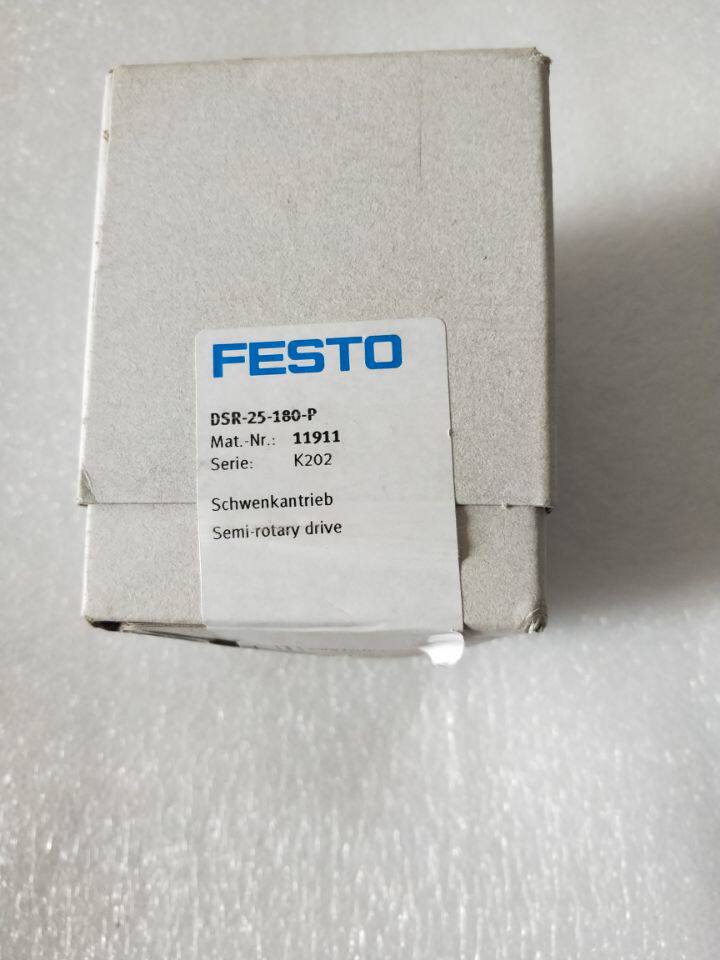 FESTO
DSR-25-180-P
Mat.-Nr.: 11911
Serie: K202
Schwenkantrieb
Semi-rotary drive